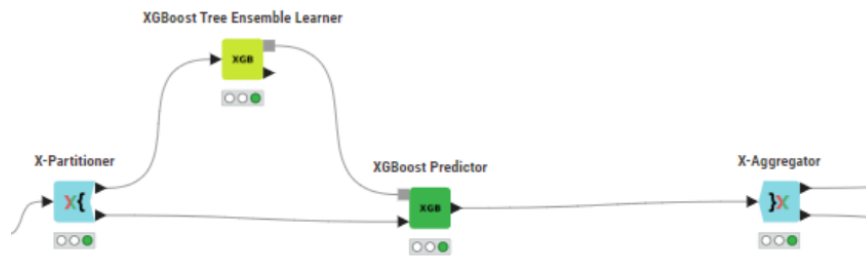 XGBoost Tree Ensemble Learner
XGB
X-Partitioner
X{
XGBoost Predictor
XGB
X-Aggregator
}X